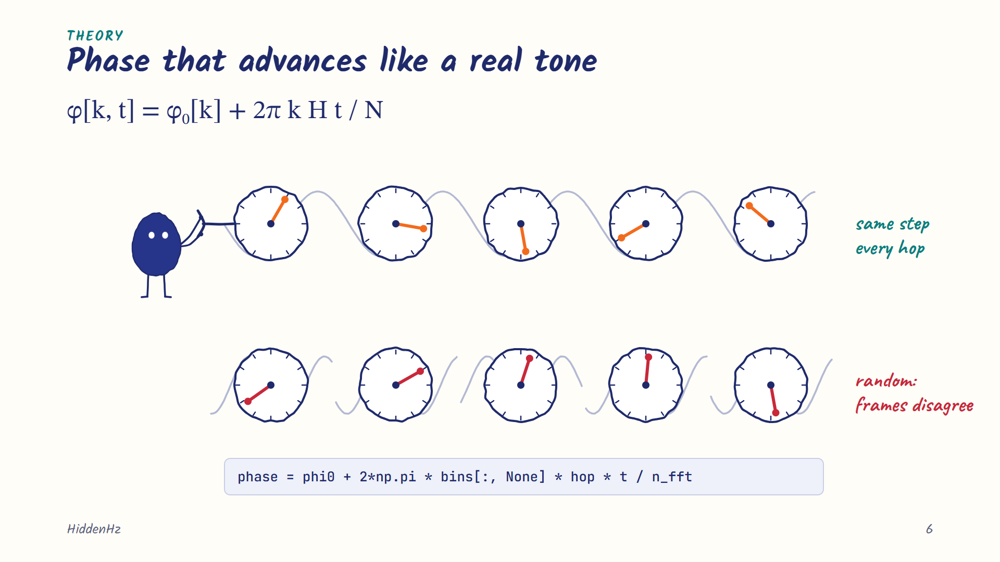 THEORY
Phase that advances like a real tone
φ[k, t] = φ₀[k] + 2π k H t / N
same step
every hop
random:
frames disagree
phase = phi0 + 2*np.pi * bins[:, None] * hop * t / n_fft
HiddenHz
6